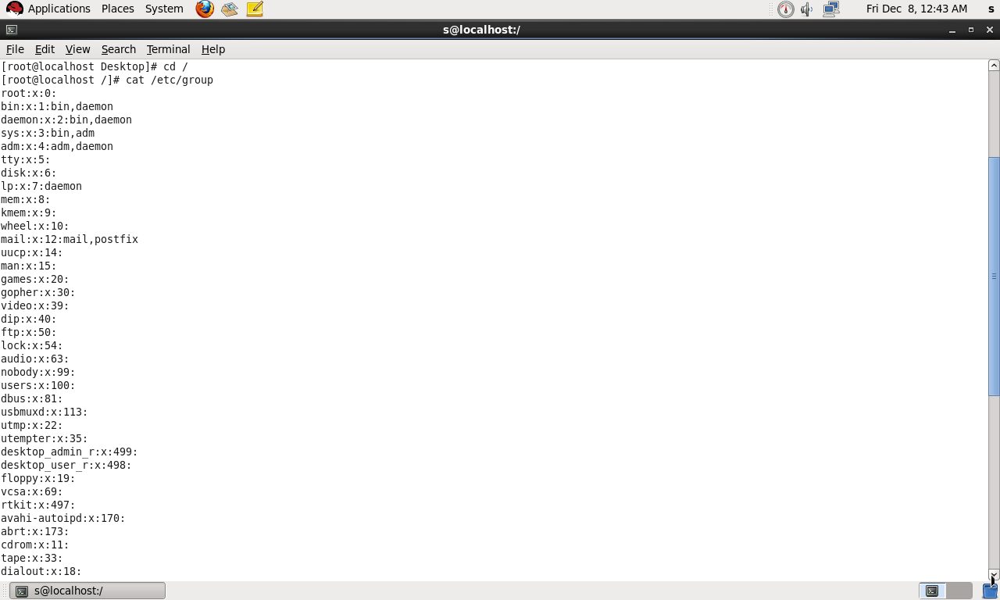 Applications Places System Fri Dec  8, 12:43 AM s
s@localhost:/
File Edit View Search Terminal Help
[root@localhost Desktop]# cd /
[root@localhost /]# cat /etc/group
root:x:0:
bin:x:1:bin,daemon
daemon:x:2:bin,daemon
sys:x:3:bin,adm
adm:x:4:adm,daemon
tty:x:5:
disk:x:6:
lp:x:7:daemon
mem:x:8:
kmem:x:9:
wheel:x:10:
mail:x:12:mail,postfix
uucp:x:14:
man:x:15:
games:x:20:
gopher:x:30:
video:x:39:
dip:x:40:
ftp:x:50:
lock:x:54:
audio:x:63:
nobody:x:99:
users:x:100:
dbus:x:81:
usbmuxd:x:113:
utmp:x:22:
utempter:x:35:
desktop_admin_r:x:499:
desktop_user_r:x:498:
floppy:x:19:
vcsa:x:69:
rtkit:x:497:
avahi-autoipd:x:170:
abrt:x:173:
cdrom:x:11:
tape:x:33:
dialout:x:18:
s@localhost:/